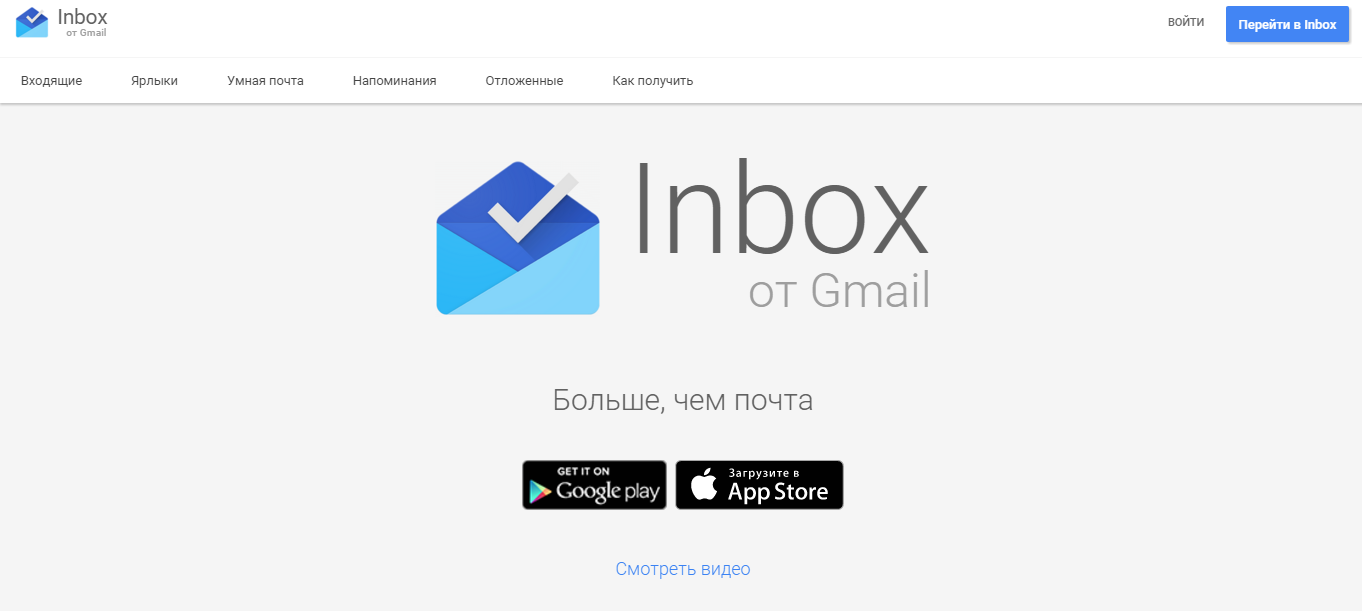 Inbox
от Gmail
ВОЙТИ
Перейти в Inbox
Входящие
Ярлыки
Умная почта
Напоминания
Отложенные
Как получить
Inbox
от Gmail
Больше, чем почта
GET IT ON
Google play
Загрузите в
App Store
Смотреть видео